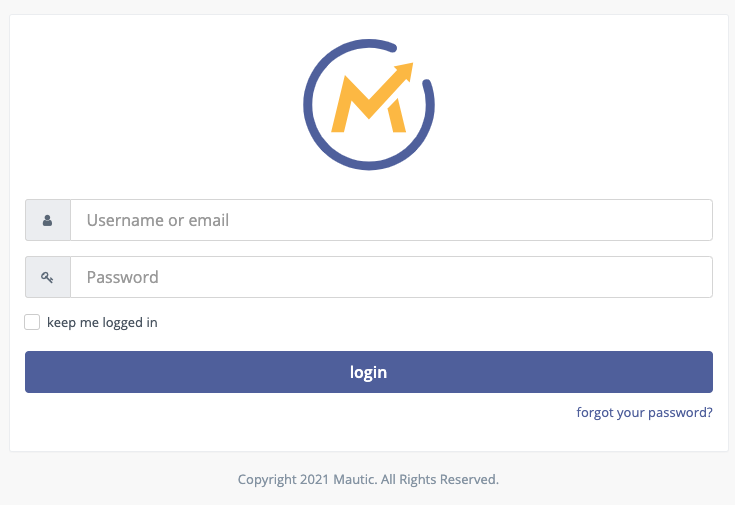 Username or email
Password
keep me logged in
login
forgot your password?
Copyright 2021 Mautic. All Rights Reserved.